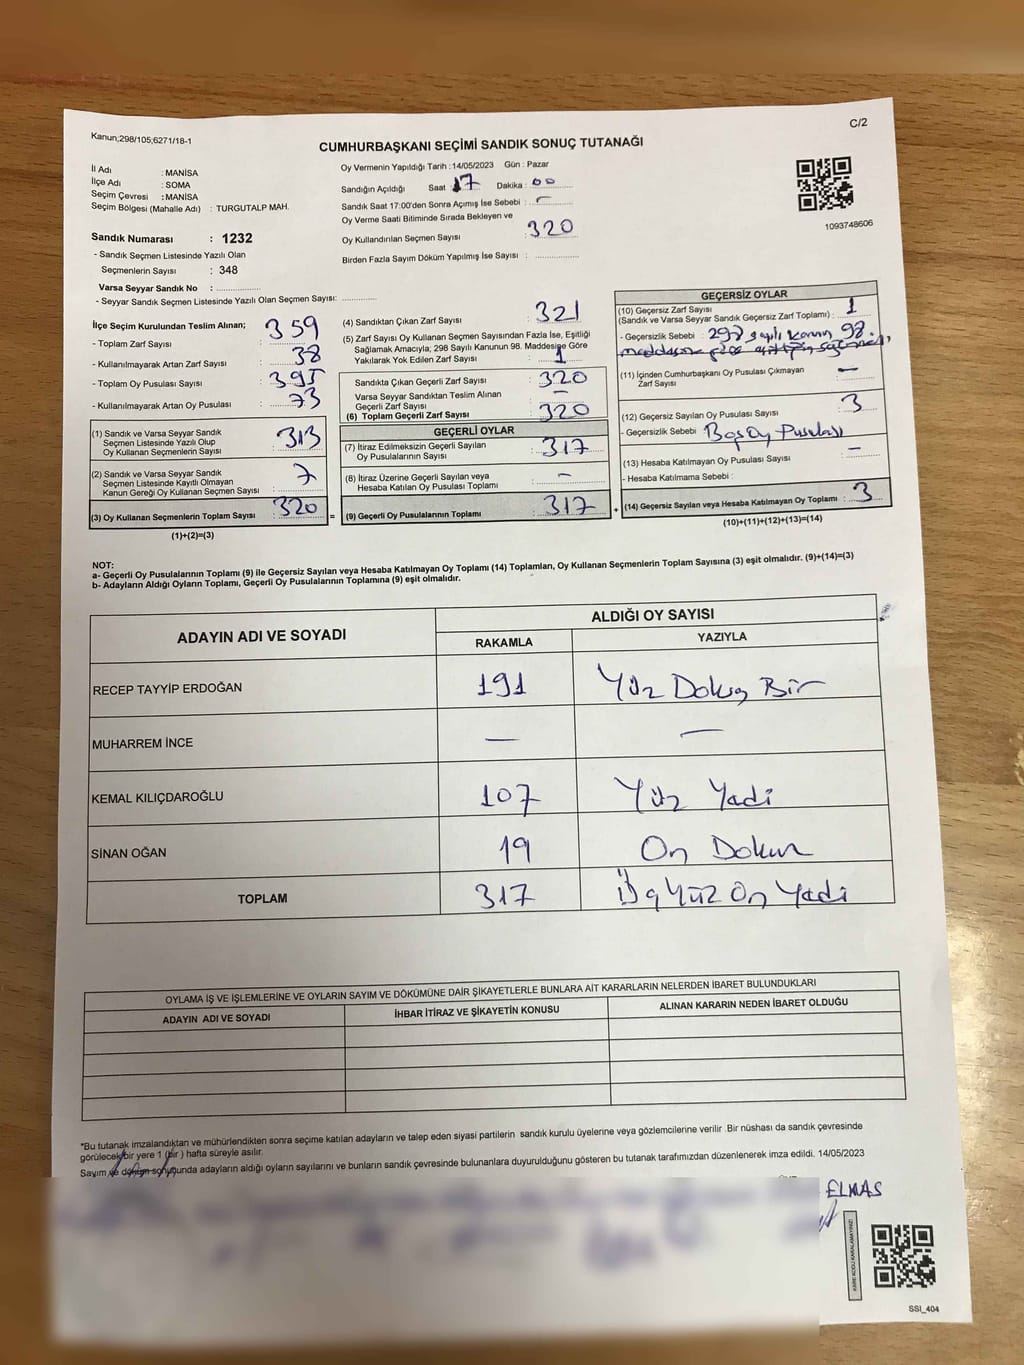 Kanun;298/105;6271/18-1
C/2
CUMHURBAŞKANI SEÇİMİ SANDIK SONUÇ TUTANAĞI
İl Adı : MANİSA
İlçe Adı : SOMA
Seçim Çevresi : MANİSA
Seçim Bölgesi (Mahalle Adı) : TURGUTALP MAH.
Oy Vermenin Yapıldığı Tarih :14/05/2023 Gün : Pazar
Sandığın Açıldığı Saat : 17 Dakika : 00
Sandık Saat 17:00'den Sonra Açımış İse Sebebi : -
Oy Verme Saati Bitiminde Sırada Bekleyen ve
Oy Kullandırılan Seçmen Sayısı : 320
Birden Fazla Sayım Döküm Yapılmış İse Sayısı :
1093748606
Sandık Numarası : 1232
- Sandık Seçmen Listesinde Yazılı Olan
Seçmenlerin Sayısı : 348
Varsa Seyyar Sandık No :
- Seyyar Sandık Seçmen Listesinde Yazılı Olan Seçmen Sayısı:
İlçe Seçim Kurulundan Teslim Alınan;
- Toplam Zarf Sayısı : 359
- Kullanılmayarak Artan Zarf Sayısı : 38
- Toplam Oy Pusulası Sayısı : 395
- Kullanılmayarak Artan Oy Pusulası : 73
(1) Sandık ve Varsa Seyyar Sandık
Seçmen Listesinde Yazılı Olup
Oy Kullanan Seçmenlerin Sayısı : 313
(2) Sandık ve Varsa Seyyar Sandık
Seçmen Listesinde Kayıtlı Olmayan
Kanun Gereği Oy Kullanan Seçmen Sayısı : 7
(3) Oy Kullanan Seçmenlerin Toplam Sayısı : 320
(1)+(2)=(3)
(4) Sandıktan Çıkan Zarf Sayısı : 321
(5) Zarf Sayısı Oy Kullanan Seçmen Sayısından Fazla İse, Eşitliği
Sağlamak Amacıyla; 298 Sayılı Kanunun 98. Maddesine Göre
Yakılarak Yok Edilen Zarf Sayısı : 1
Sandıkta Çıkan Geçerli Zarf Sayısı : 320
Varsa Seyyar Sandıktan Teslim Alınan
Geçerli Zarf Sayısı : -
(6) Toplam Geçerli Zarf Sayısı : 320
GEÇERLİ OYLAR
(7) İtiraz Edilmeksizin Geçerli Sayılan
Oy Pusulalarının Sayısı : 317
(8) İtiraz Üzerine Geçerli Sayılan veya
Hesaba Katılan Oy Pusulası Toplamı : -
= (9) Geçerli Oy Pusulalarının Toplamı : 317
GEÇERSİZ OYLAR
(10) Geçersiz Zarf Sayısı
(Sandık ve Varsa Seyyar Sandık Geçersiz Zarf Toplamı) : 1
- Geçersizlik Sebebi : 298 sayılı kanun 98.
(11) İçinden Cumhurbaşkanı Oy Pusulası Çıkmayan
Zarf Sayısı : -
(12) Geçersiz Sayılan Oy Pusulası Sayısı : 3
- Geçersizlik Sebebi : Boş Oy Pusulası
(13) Hesaba Katılmayan Oy Pusulası Sayısı : -
- Hesaba Katılmama Sebebi :
+ (14) Geçersiz Sayılan veya Hesaba Katılmayan Oy Toplamı : 3
(10)+(11)+(12)+(13)=(14)
NOT:
a- Geçerli Oy Pusulalarının Toplamı (9) ile Geçersiz Sayılan veya Hesaba Katılmayan Oy Toplamı (14) Toplamları, Oy Kullanan Seçmenlerin Toplam Sayısına (3) eşit olmalıdır. (9)+(14)=(3)
b- Adayların Aldığı Oyların Toplamı, Geçerli Oy Pusulalarının Toplamına (9) eşit olmalıdır.
ADAYIN ADI VE SOYADI ALDIĞI OY SAYISI
RAKAMLA YAZIYLA
RECEP TAYYİP ERDOĞAN 191 Yüz Doksan Bir
MUHARREM İNCE — —
KEMAL KILIÇDAROĞLU 107 Yüz Yedi
SİNAN OĞAN 19 On Dokuz
TOPLAM 317 Üç Yüz On Yedi
OYLAMA İŞ VE İŞLEMLERİNE VE OYLARIN SAYIM VE DÖKÜMÜNE DAİR ŞİKAYETLERLE BUNLARA AİT KARARLARIN NELERDEN İBARET BULUNDUKLARI
ADAYIN ADI VE SOYADI İHBAR İTİRAZ VE ŞİKAYETİN KONUSU ALINAN KARARIN NEDEN İBARET OLDUĞU
*Bu tutanak imzalandıktan ve mühürlendikten sonra seçime katılan adayların ve talep eden siyasi partilerin sandık kurulu üyelerine veya gözlemcilerine verilir .Bir nüshası da sandık çevresinde
görülecek bir yere 1 (bir ) hafta süreyle asılır.
Sayım ve döküm sonucunda adayların aldığı oyların sayılarını ve bunların sandık çevresinde bulunanlara duyurulduğunu gösteren bu tutanak tarafımızdan düzenlenerek imza edildi. 14/05/2023
ELMAS
KARE KODU KARALAMAYINIZ!
SSI_404